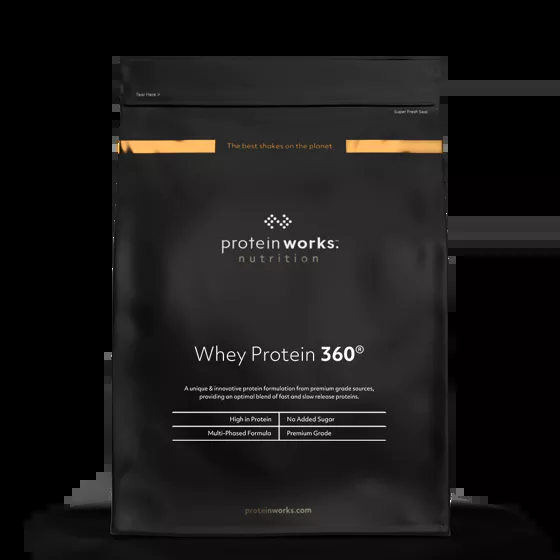 Tear Here >
Super Fresh Seal
The best shakes on the planet.
protein works.™
nutrition
Whey Protein 360®
A unique & innovative protein formulation from premium grade sources,
providing an optimal blend of fast and slow release proteins.
High in Protein No Added Sugar
Multi-Phased Formula Premium Grade
proteinworks.com